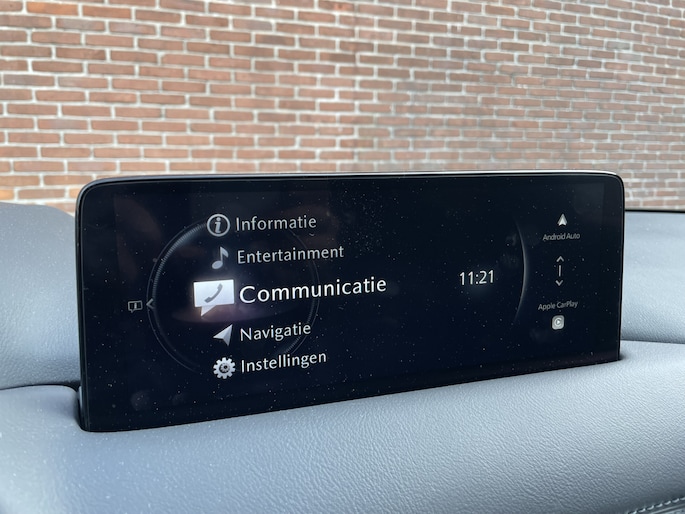 Informatie
Entertainment
Communicatie
Navigatie
Instellingen
11:21
Android Auto
Apple CarPlay